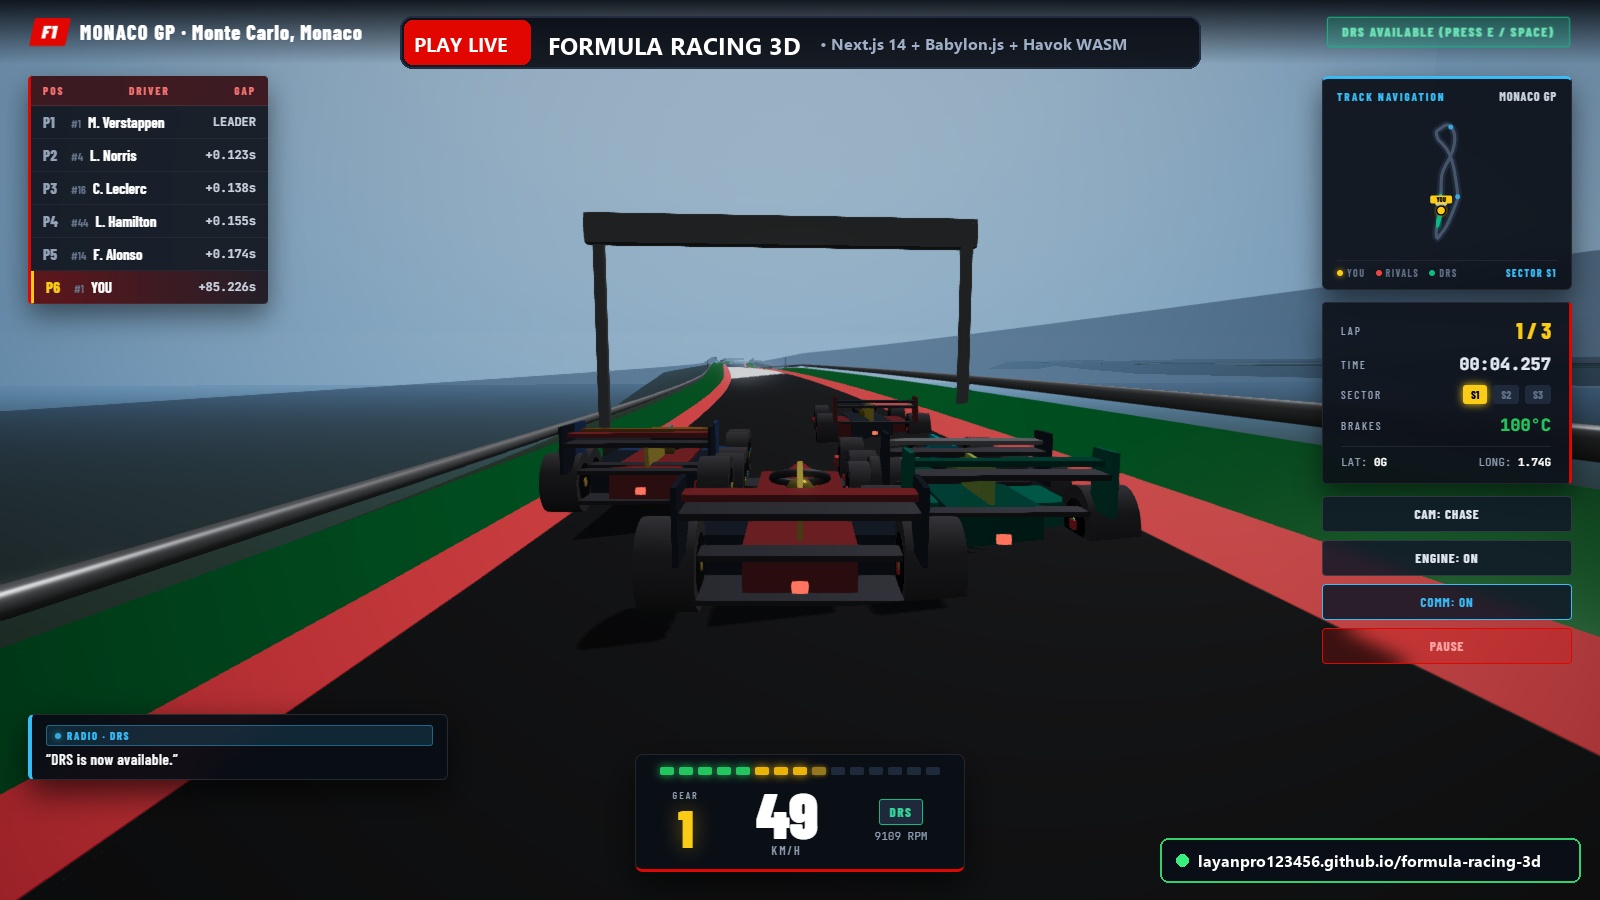 F1 MONACO GP · Monte Carlo, Monaco
PLAY LIVE FORMULA RACING 3D • Next.js 14 + Babylon.js + Havok WASM
DRS AVAILABLE (PRESS E / SPACE)
POS DRIVER GAP
P1 #1 M. Verstappen LEADER
P2 #4 L. Norris +0.123s
P3 #16 C. Leclerc +0.138s
P4 #44 L. Hamilton +0.155s
P5 #14 F. Alonso +0.174s
P6 #1 YOU +85.226s
TRACK NAVIGATION MONACO GP
YOU
YOU RIVALS DRS SECTOR S1
LAP 1/3
TIME 00:04.257
SECTOR S1 S2 S3
BRAKES 100°C
LAT: 0G LONG: 1.74G
CAM: CHASE
ENGINE: ON
COMM: ON
PAUSE
RADIO · DRS
"DRS is now available."
GEAR
1
49
KM/H
DRS
9109 RPM
layanpro123456.github.io/formula-racing-3d